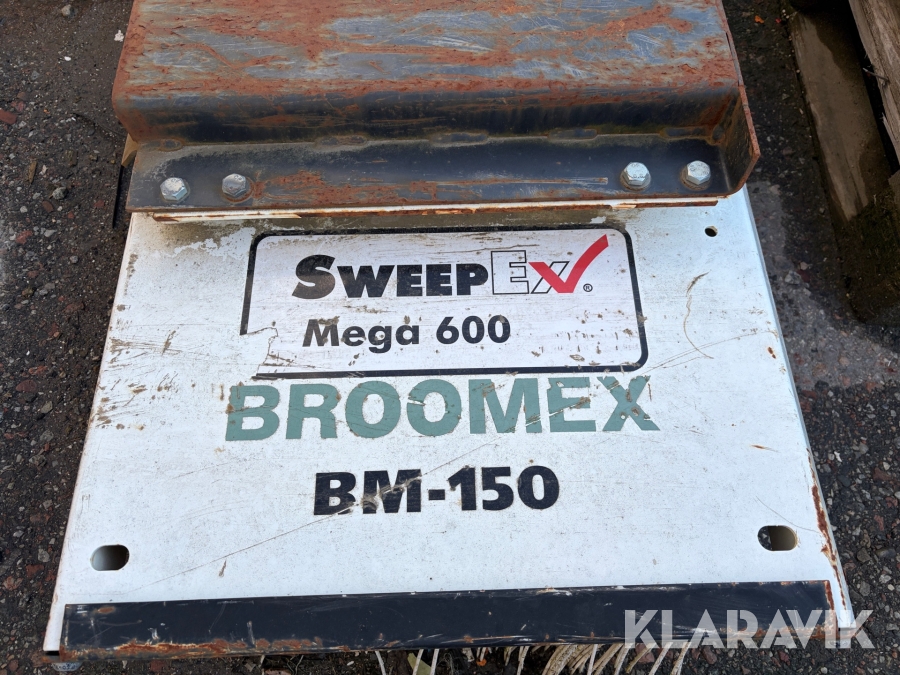 SWEEPEx®
Mega 600
BROOMEX
BM-150
KLARAVIK